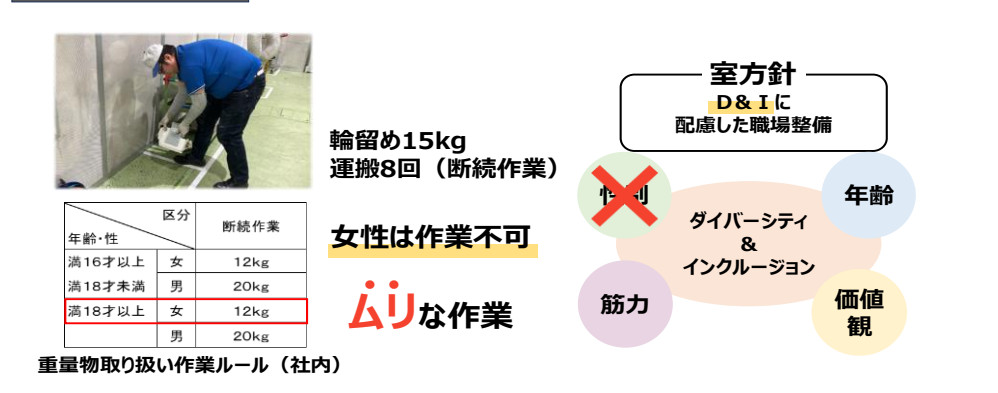 輪留め15kg
運搬8回（断続作業）
区分
年齢・性
断続作業
満16才以上 女 12kg
満18才未満 男 20kg
満18才以上 女 12kg
男 20kg
重量物取り扱い作業ルール（社内）
女性は作業不可
ムリな作業
室方針
D&Iに
配慮した職場整備
性別
年齢
ダイバーシティ
&
インクルージョン
筋力
価値
観